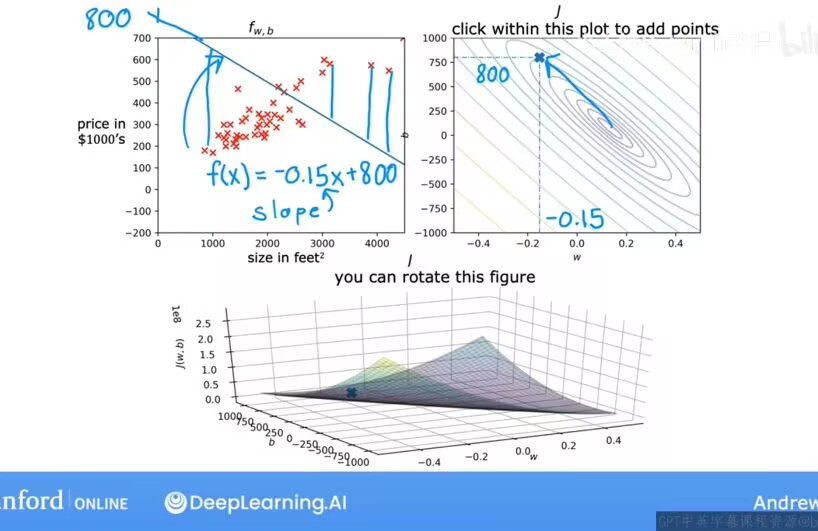 800
f_{w,b}
J
click within this plot to add points
price in
$1000's
700
600
500
400
300
200
100
0
−100
−200
0
1000
2000
3000
4000
size in feet²
f(x) = -0.15x+800
slope
b
1000
750
500
250
0
−250
−500
−750
−1000
800
-0.15
−0.4
−0.2
0.0
0.2
0.4
w
J
you can rotate this figure
1e8
J(w, b)
2.5
2.0
1.5
1.0
0.5
0.0
1000
750
500
250
0
−250
−500
−750
−1000
b
−0.4
−0.2
0.0
0.2
0.4
w
nford | ONLINE
DeepLearning.AI
Andrew
GPT中英字幕课程资源@b